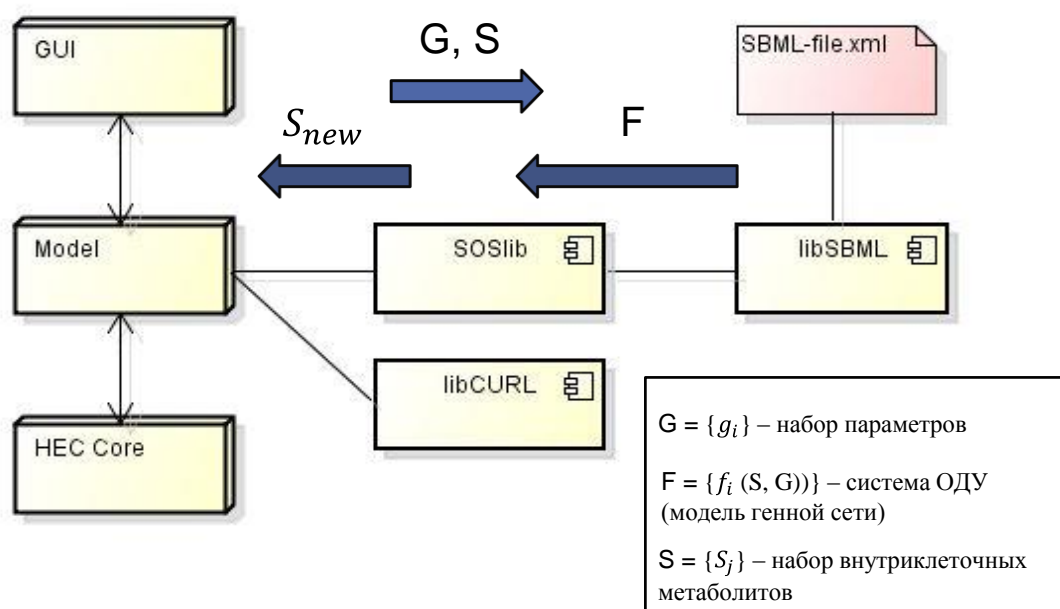 GUI
G, S
SBML-file.xml
S_new
F
Model
SOSlib
libSBML
libCURL
HEC Core
G = {g_i} – набор параметров
F = {f_i (S, G))} – система ОДУ
(модель генной сети)
S = {S_j} – набор внутриклеточных
метаболитов